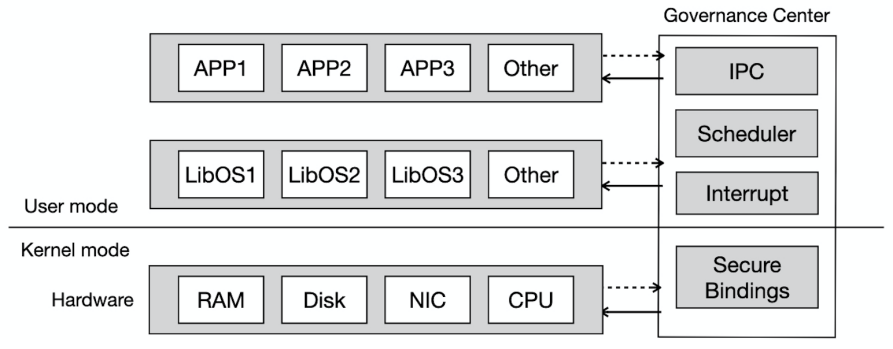 Governance Center
APP1 APP2 APP3 Other
IPC
Scheduler
LibOS1 LibOS2 LibOS3 Other
Interrupt
User mode
Kernel mode
Secure
Bindings
Hardware RAM Disk NIC CPU